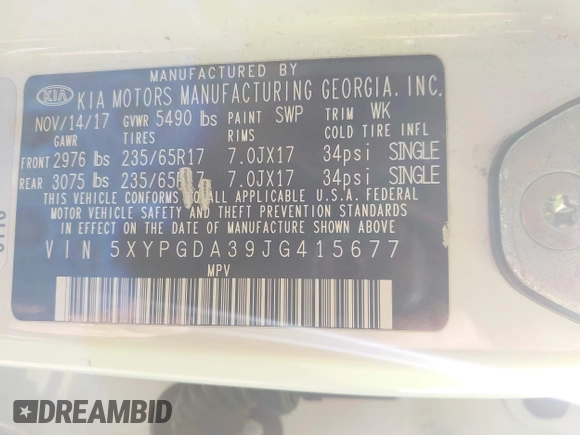 MANUFACTURED BY
KIA KIA MOTORS MANUFACTURING GEORGIA, INC.
NOV/14/17 GVWR 5490 lbs PAINT SWP TRIM WK
GAWR TIRES RIMS COLD TIRE INFL
FRONT 2976 lbs 235/65R17 7.0JX17 34psi SINGLE
REAR 3075 lbs 235/65R17 7.0JX17 34psi SINGLE
THIS VEHICLE CONFORMS TO ALL APPLICABLE U.S.A. FEDERAL
MOTOR VEHICLE SAFETY AND THEFT PREVENTION STANDARDS
IN EFFECT ON THE DATE OF MANUFACTURE SHOWN ABOVE.
VIN 5XYPGDA39JG415677
MPV
DREAMBID